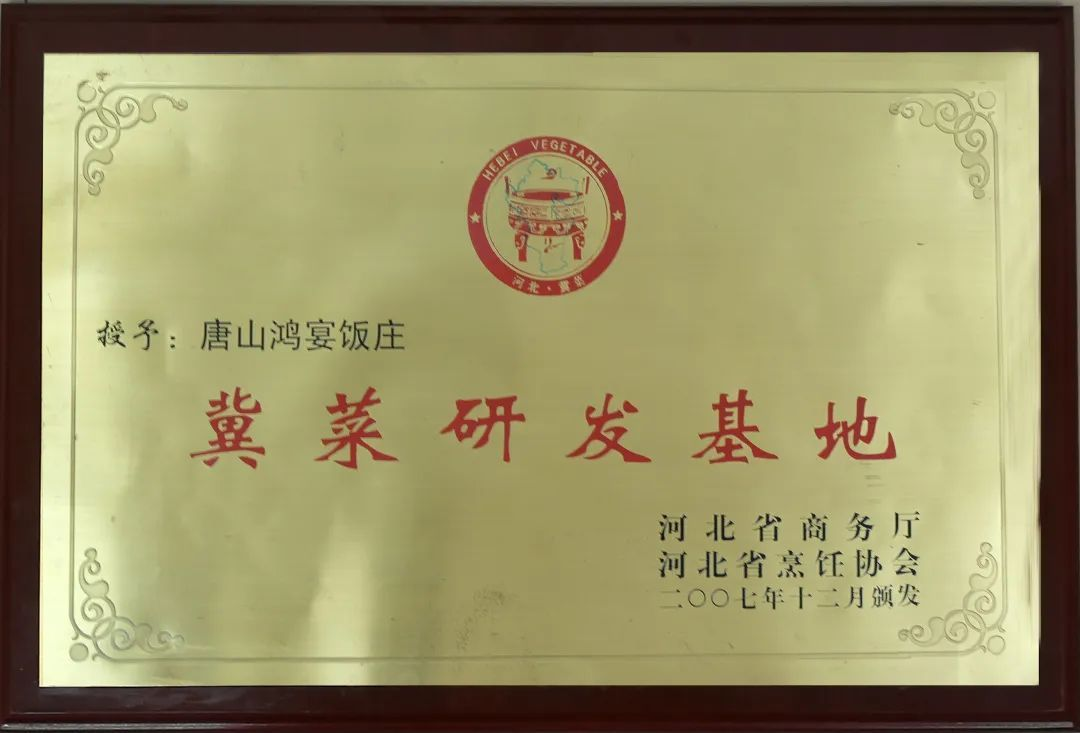 HEBEI VEGETABLE
河北·冀菜
授予：唐山鸿宴饭庄
冀菜研发基地
河北省商务厅
河北省烹饪协会
二〇〇七年十二月颁发